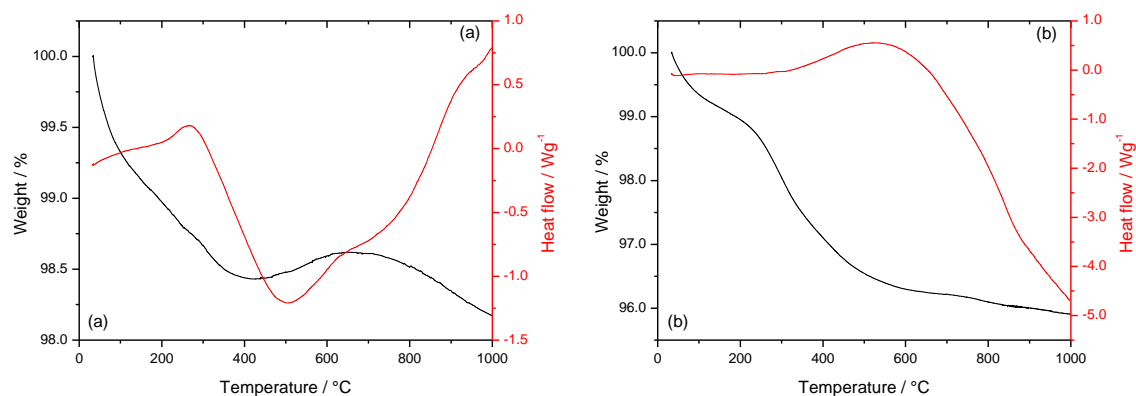 (a)
100.0
99.5
99.0
98.5
98.0
Weight / %
1.0
0.5
0.0
-0.5
-1.0
-1.5
Heat flow / Wg-1
(a)
0 200 400 600 800 1000
Temperature / °C
(b)
100.0
99.0
98.0
97.0
96.0
Weight / %
1.0
0.0
-1.0
-2.0
-3.0
-4.0
-5.0
Heat flow / Wg-1
(b)
0 200 400 600 800 1000
Temperature / °C